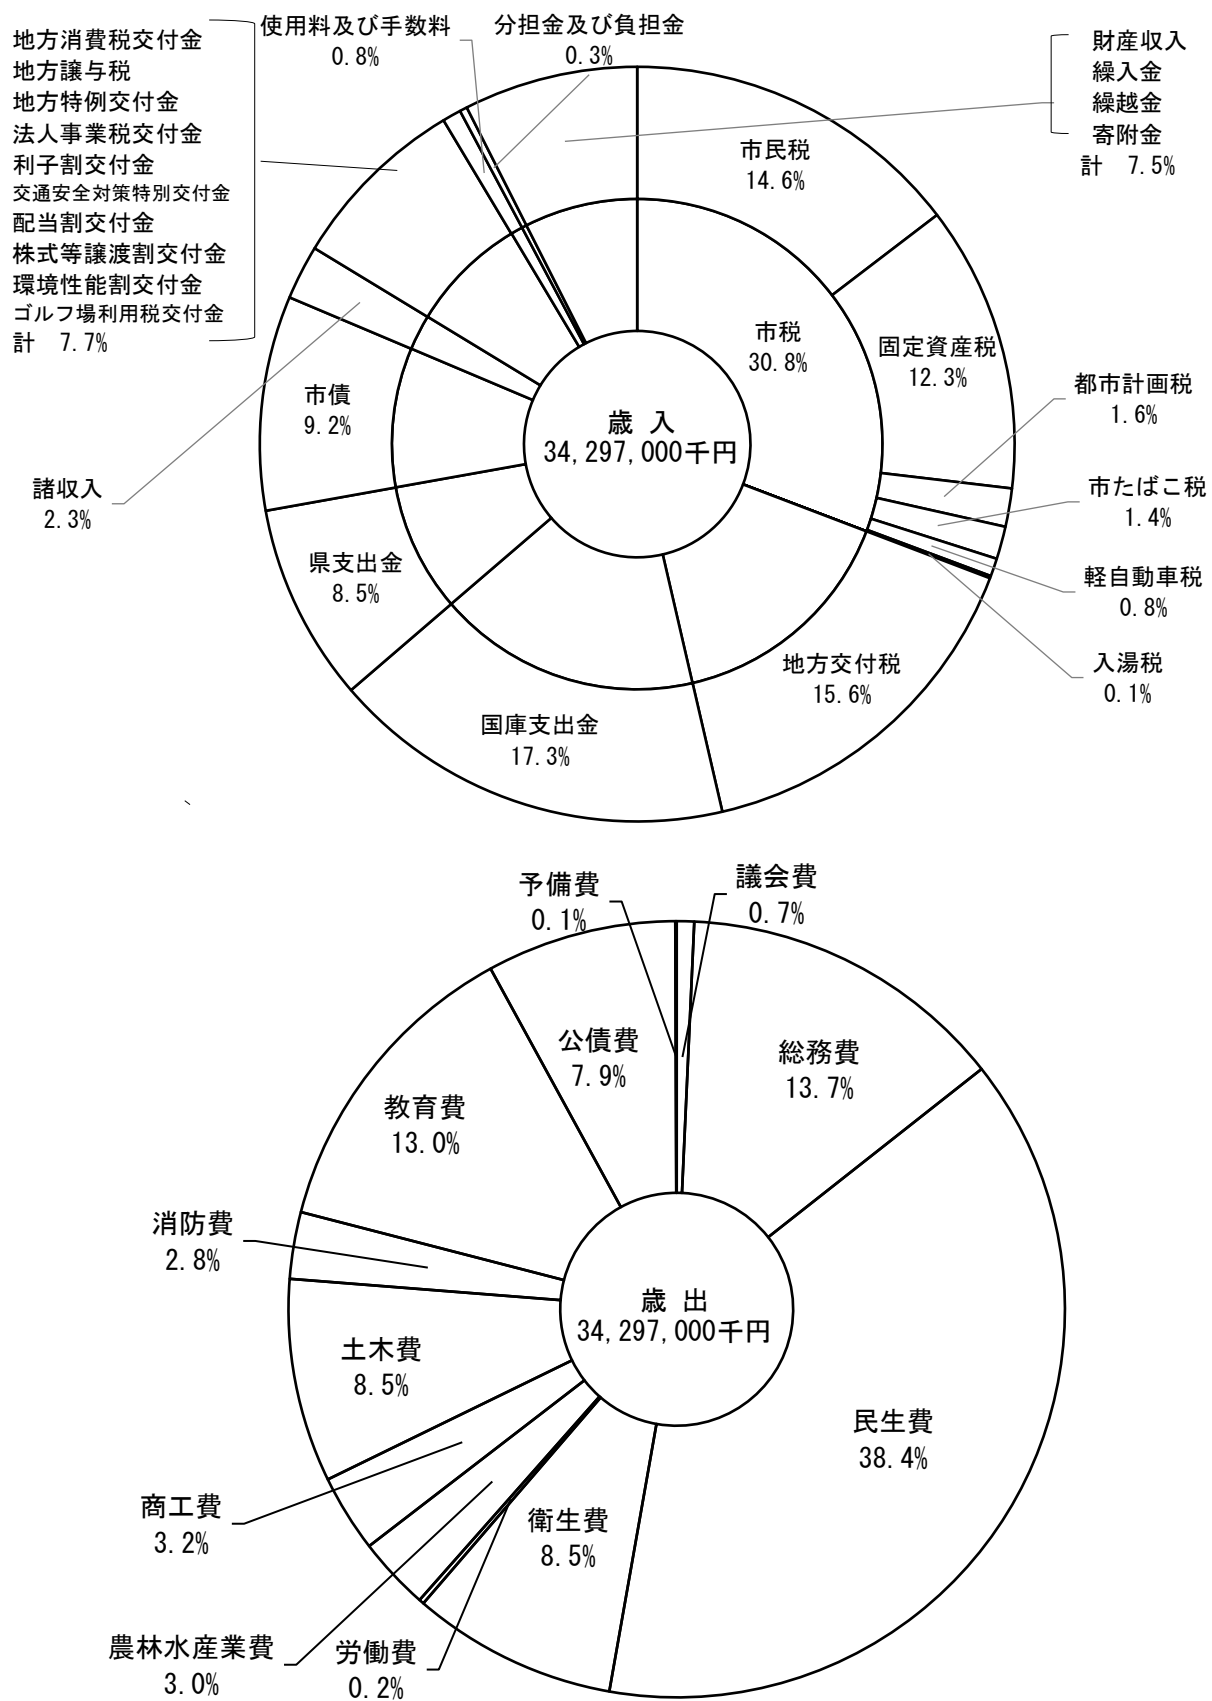 地方消費税交付金
地方譲与税
地方特例交付金
法人事業税交付金
利子割交付金
交通安全対策特別交付金
配当割交付金
株式等譲渡割交付金
環境性能割交付金
ゴルフ場利用税交付金
計 7.7%
使用料及び手数料
0.8%
分担金及び負担金
0.3%
財産収入
繰入金
繰越金
寄附金
計 7.5%
市民税
14.6%
市税
30.8%
固定資産税
12.3%
都市計画税
1.6%
市たばこ税
1.4%
軽自動車税
0.8%
入湯税
0.1%
歳入
34,297,000千円
市債
9.2%
諸収入
2.3%
県支出金
8.5%
国庫支出金
17.3%
地方交付税
15.6%
、
予備費
0.1%
議会費
0.7%
公債費
7.9%
総務費
13.7%
教育費
13.0%
消防費
2.8%
歳出
34,297,000千円
土木費
8.5%
民生費
38.4%
商工費
3.2%
衛生費
8.5%
農林水産業費
3.0%
労働費
0.2%